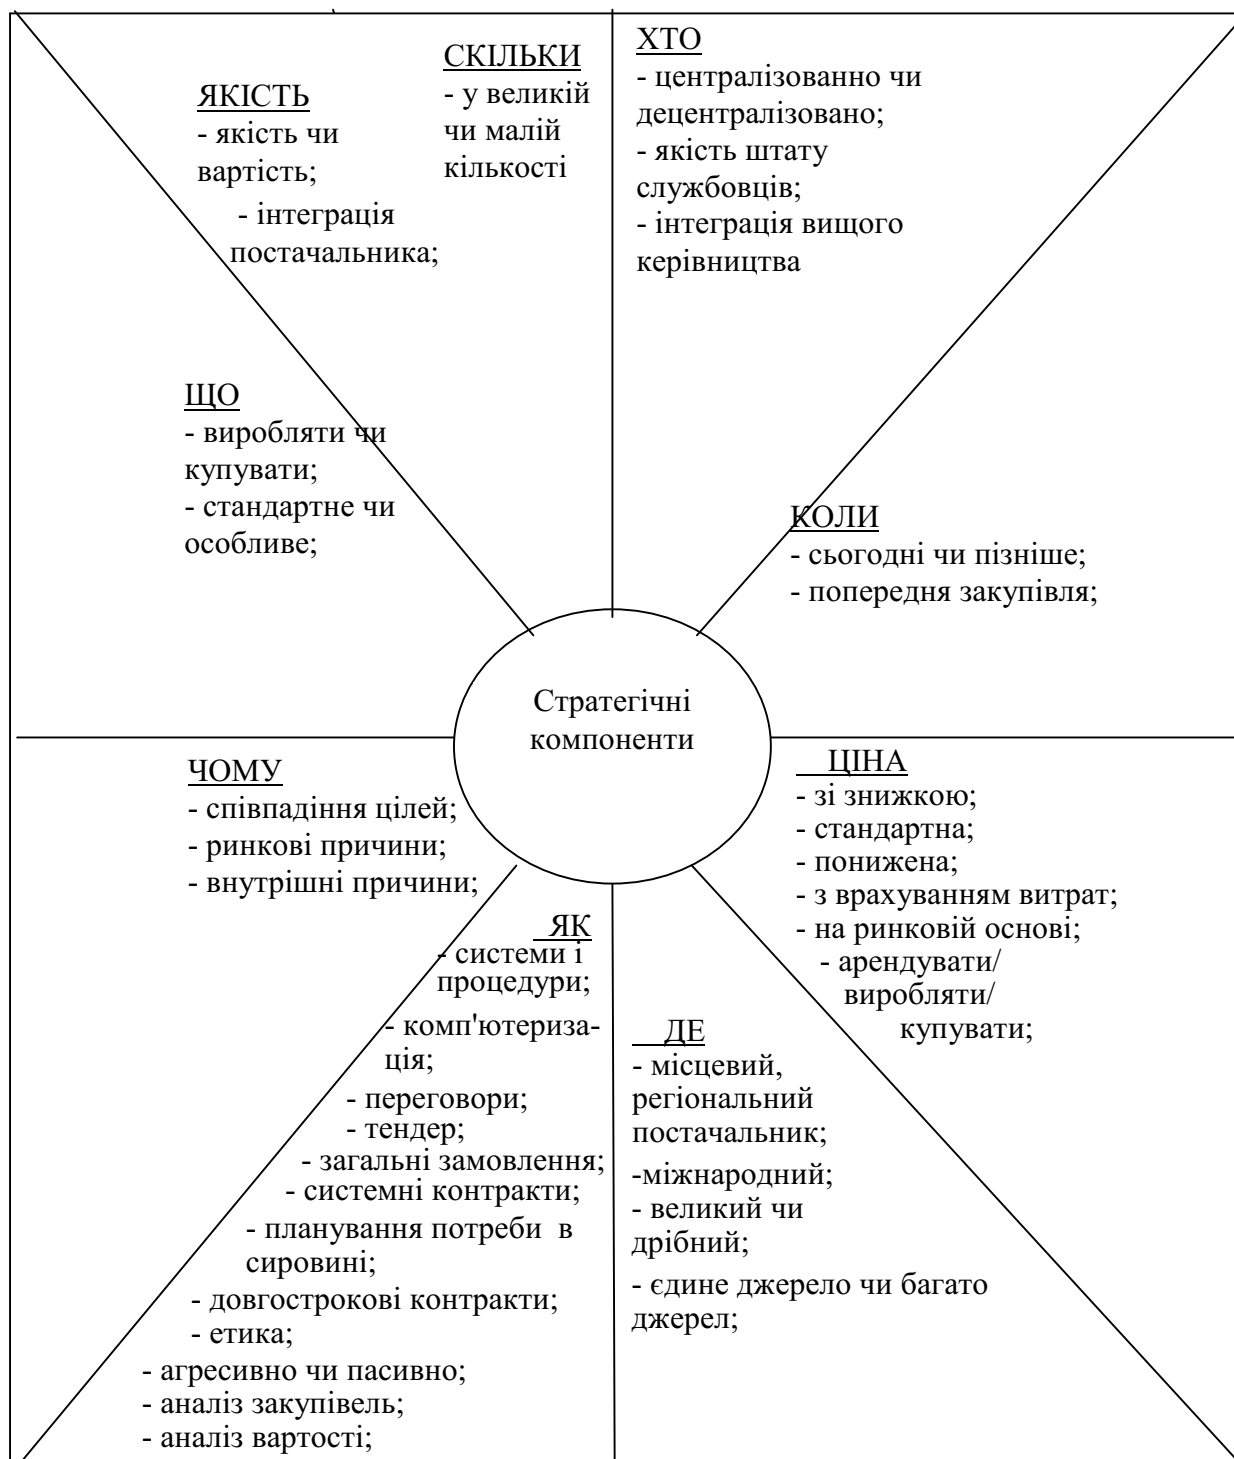 ЯКІСТЬ
- якість чи
вартість;
- інтеграція
постачальника;
СКІЛЬКИ
- у великій
чи малій
кількості
ХТО
- централізованно чи
децентралізовано;
- якість штату
службовців;
- інтеграція вищого
керівництва
ЩО
- виробляти чи
купувати;
- стандартне чи
особливе;
КОЛИ
- сьогодні чи пізніше;
- попередня закупівля;
Стратегічні
компоненти
ЧОМУ
- співпадіння цілей;
- ринкові причини;
- внутрішні причини;
ЦІНА
- зі знижкою;
- стандартна;
- понижена;
- з врахуванням витрат;
- на ринковій основі;
- арендувати/
виробляти/
купувати;
ЯК
- системи і
процедури;
- комп'ютериза-
ція;
- переговори;
- тендер;
- загальні замовлення;
- системні контракти;
- планування потреби в
сировині;
- довгострокові контракти;
- етика;
- агресивно чи пасивно;
- аналіз закупівель;
- аналіз вартості;
ДЕ
- місцевий,
регіональний
постачальник;
-міжнародний;
- великий чи
дрібний;
- єдине джерело чи багато
джерел;